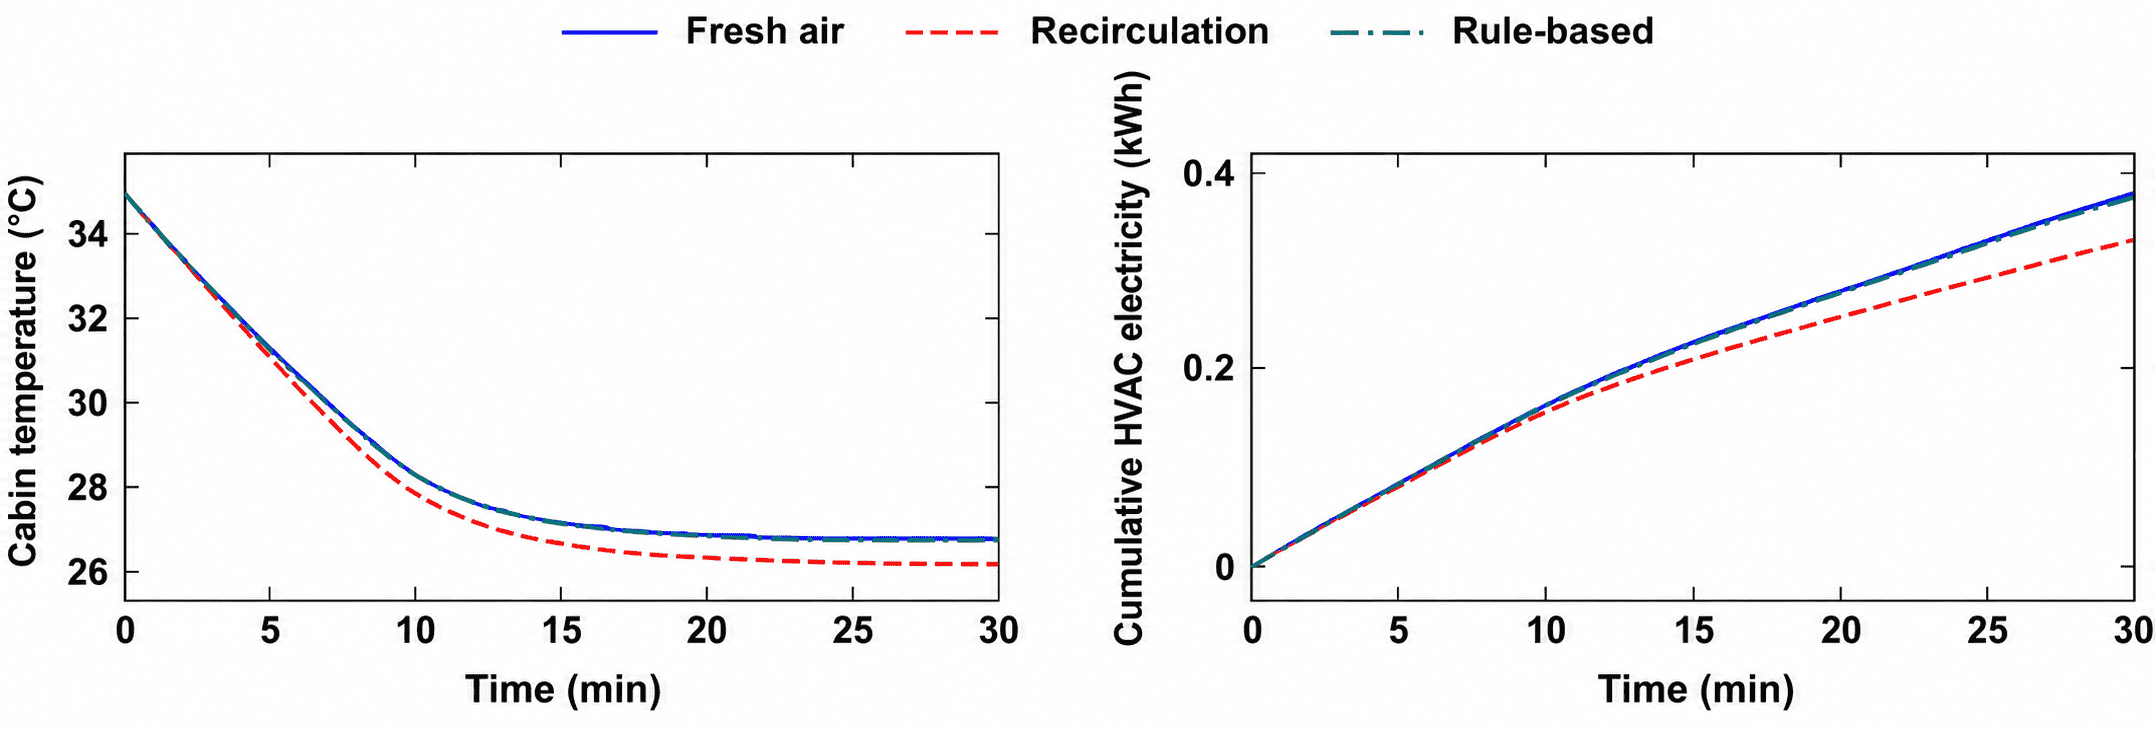 Fresh air Recirculation Rule-based
Cabin temperature (°C)
34
32
30
28
26
0 5 10 15 20 25 30
Time (min)
Cumulative HVAC electricity (kWh)
0.4
0.2
0
0 5 10 15 20 25 30
Time (min)